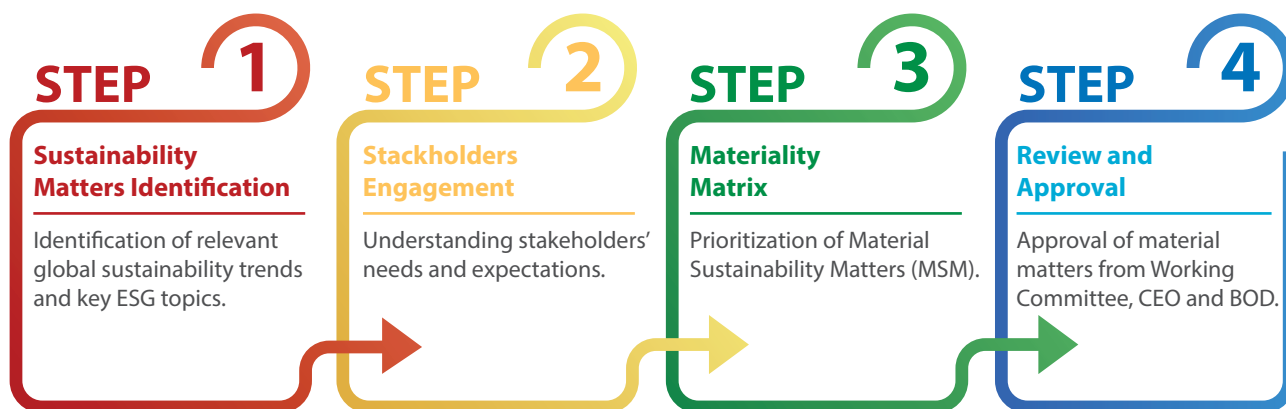 STEP 1
Sustainability
Matters Identification
Identification of relevant
global sustainability trends
and key ESG topics.
STEP 2
Stackholders
Engagement
Understanding stakeholders’
needs and expectations.
STEP 3
Materiality
Matrix
Prioritization of Material
Sustainability Matters (MSM).
STEP 4
Review and
Approval
Approval of material
matters from Working
Committee, CEO and BOD.